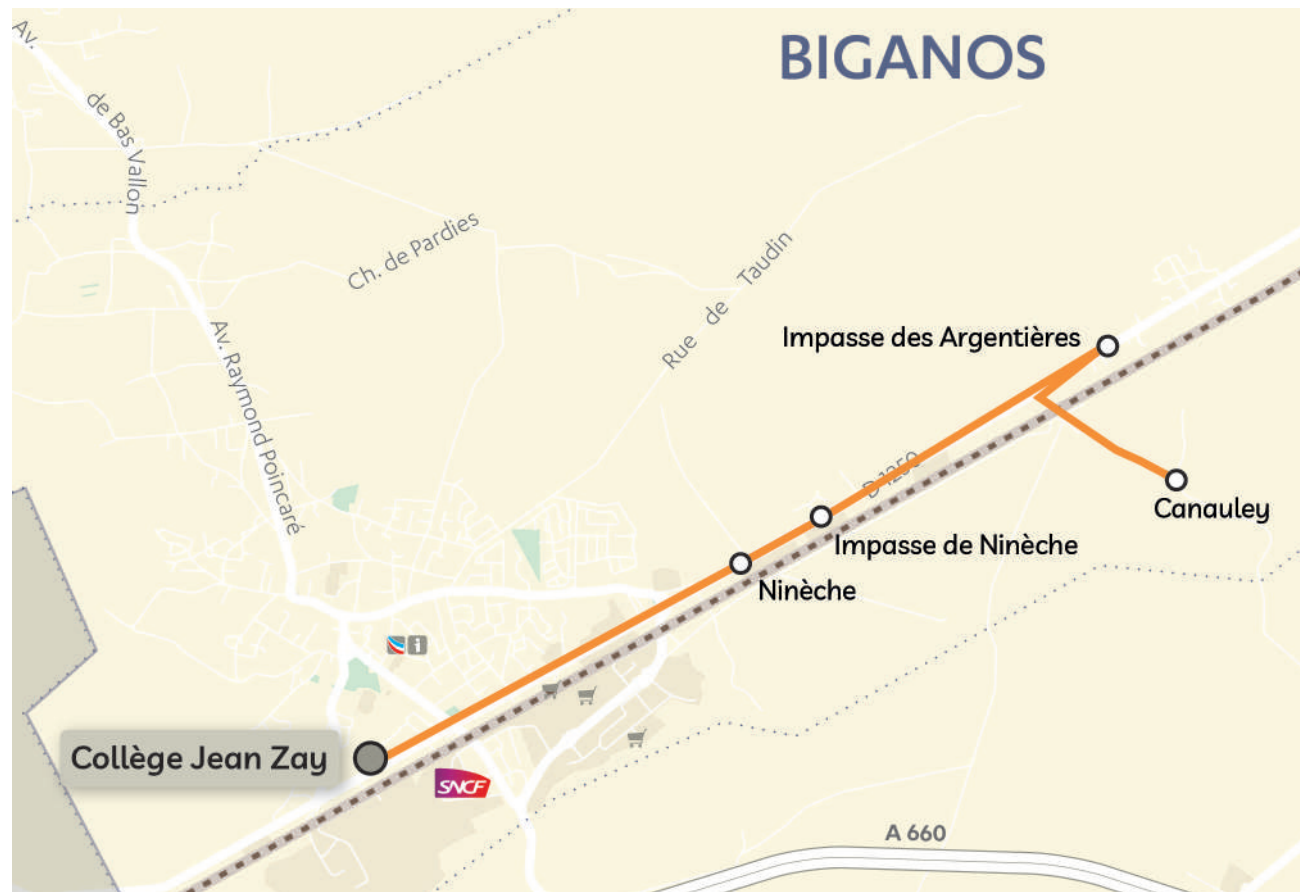 BIGANOS
Av.
de Bas Vallon
Ch. de Pardies
Rue de Taudin
Av. Raymond Poincaré
Impasse des Argentières
D 1250
Canauley
Impasse de Ninèche
Ninèche
i
Collège Jean Zay
SNCF
A 660